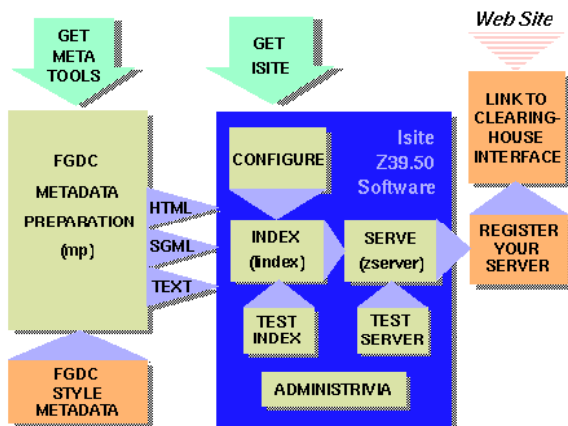 GET
META
TOOLS
GET
ISITE
Web Site
FGDC
METADATA
PREPARATION
(mp)
HTML
SGML
TEXT
FGDC
STYLE
METADATA
Isite
Z39.50
Software
CONFIGURE
INDEX
(Iindex)
SERVE
(zserver)
TEST
INDEX
TEST
SERVER
ADMINISTRIVIA
LINK TO
CLEARING-
HOUSE
INTERFACE
REGISTER
YOUR
SERVER